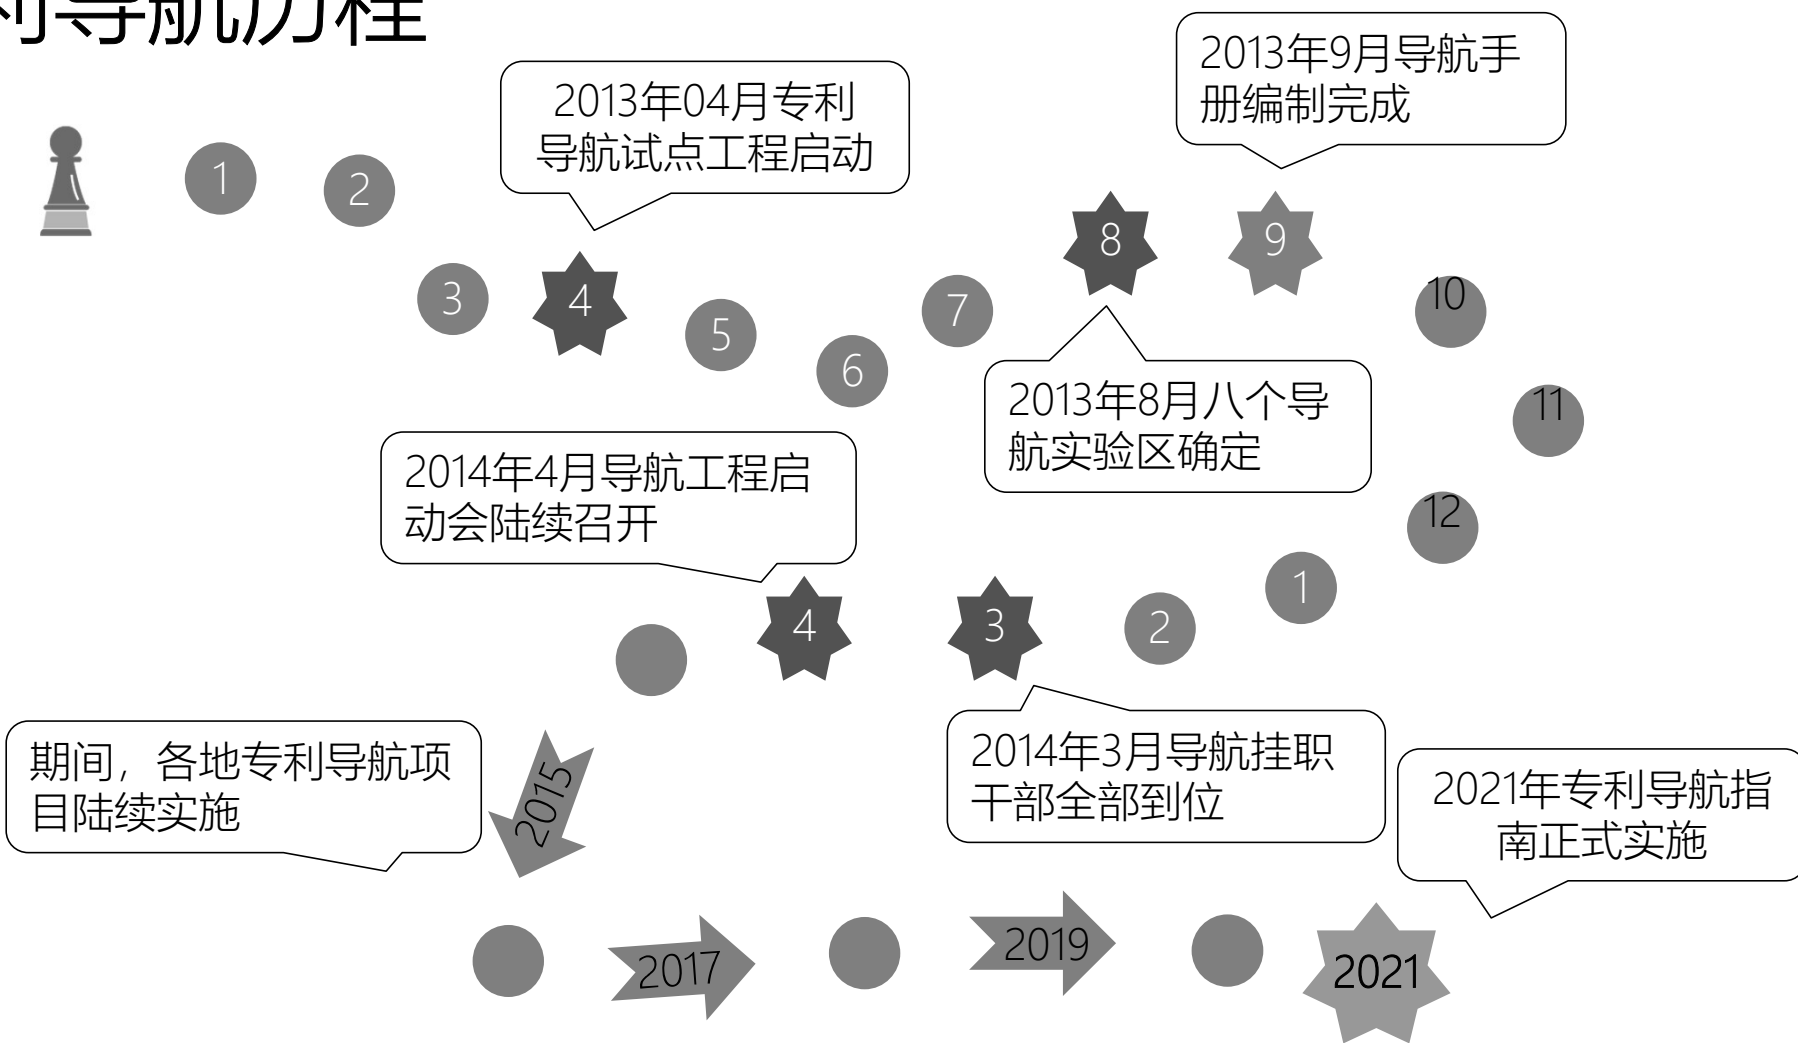 利导航历程
2013年04月专利
导航试点工程启动
2013年9月导航手
册编制完成
1
2
3
4
5
6
7
8
9
10
11
12
2013年8月八个导
航实验区确定
2014年4月导航工程启
动会陆续召开
1
2
3
4
2014年3月导航挂职
干部全部到位
期间，各地专利导航项
目陆续实施
2015
2017
2019
2021年专利导航指
南正式实施
2021